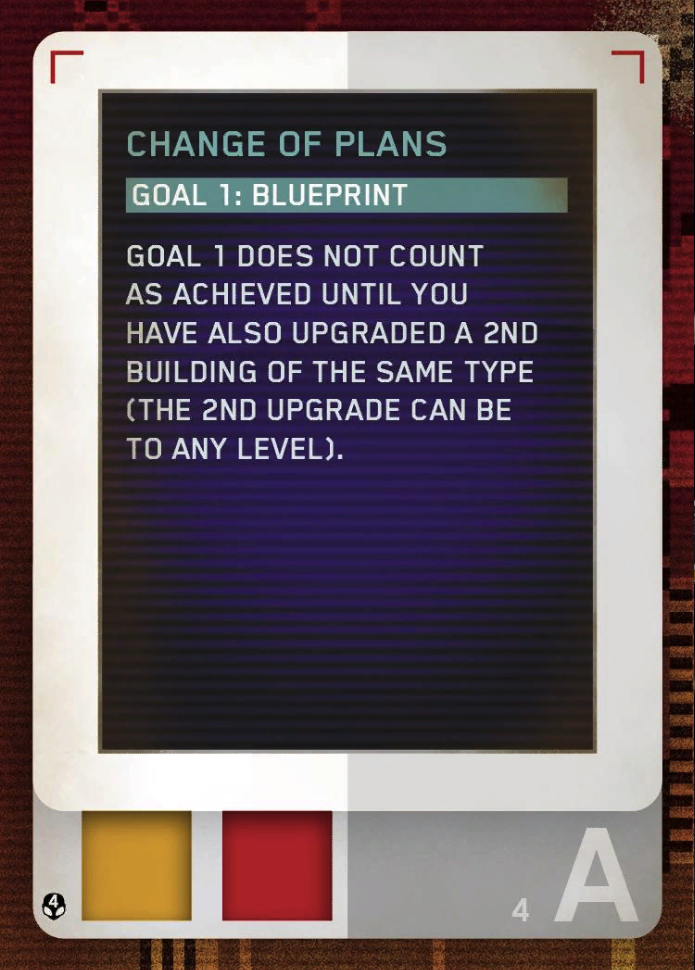 CHANGE OF PLANS
GOAL 1: BLUEPRINT
GOAL 1 DOES NOT COUNT
AS ACHIEVED UNTIL YOU
HAVE ALSO UPGRADED A 2ND
BUILDING OF THE SAME TYPE
(THE 2ND UPGRADE CAN BE
TO ANY LEVEL).
4
4
A